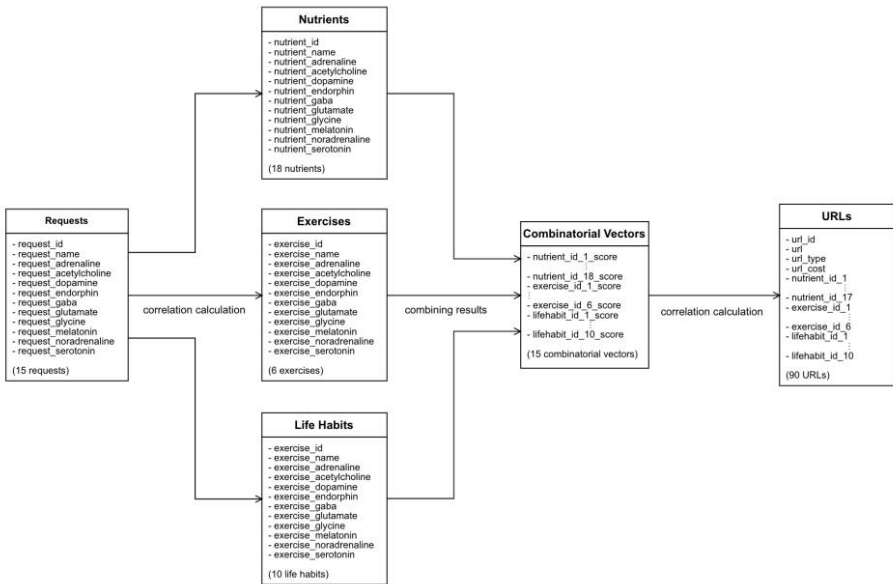 Nutrients
- nutrient_id
- nutrient_name
- nutrient_adrenaline
- nutrient_acetylcholine
- nutrient_dopamine
- nutrient_endorphin
- nutrient_gaba
- nutrient_glutamate
- nutrient_glycine
- nutrient_melatonin
- nutrient_noradrenaline
- nutrient_serotonin
(18 nutrients)
Requests
- request_id
- request_name
- request_adrenaline
- request_acetylcholine
- request_dopamine
- request_endorphin
- request_gaba
- request_glutamate
- request_glycine
- request_melatonin
- request_noradrenaline
- request_serotonin
(15 requests)
correlation calculation
Exercises
- exercise_id
- exercise_name
- exercise_adrenaline
- exercise_acetylcholine
- exercise_dopamine
- exercise_endorphin
- exercise_gaba
- exercise_glutamate
- exercise_glycine
- exercise_melatonin
- exercise_noradrenaline
- exercise_serotonin
(6 exercises)
combining results
Life Habits
- exercise_id
- exercise_name
- exercise_adrenaline
- exercise_acetylcholine
- exercise_dopamine
- exercise_endorphin
- exercise_gaba
- exercise_glutamate
- exercise_glycine
- exercise_melatonin
- exercise_noradrenaline
- exercise_serotonin
(10 life habits)
Combinatorial Vectors
- nutrient_id_1_score
- nutrient_id_18_score
- exercise_id_1_score
- exercise_id_6_score
- lifehabit_id_1_score
- lifehabit_id_10_score
(15 combinatorial vectors)
correlation calculation
URLs
- url_id
- url
- url_type
- url_cost
- nutrient_id_1
- nutrient_id_17
- exercise_id_1
- exercise_id_6
- lifehabit_id_1
- lifehabit_id_10
(90 URLs)